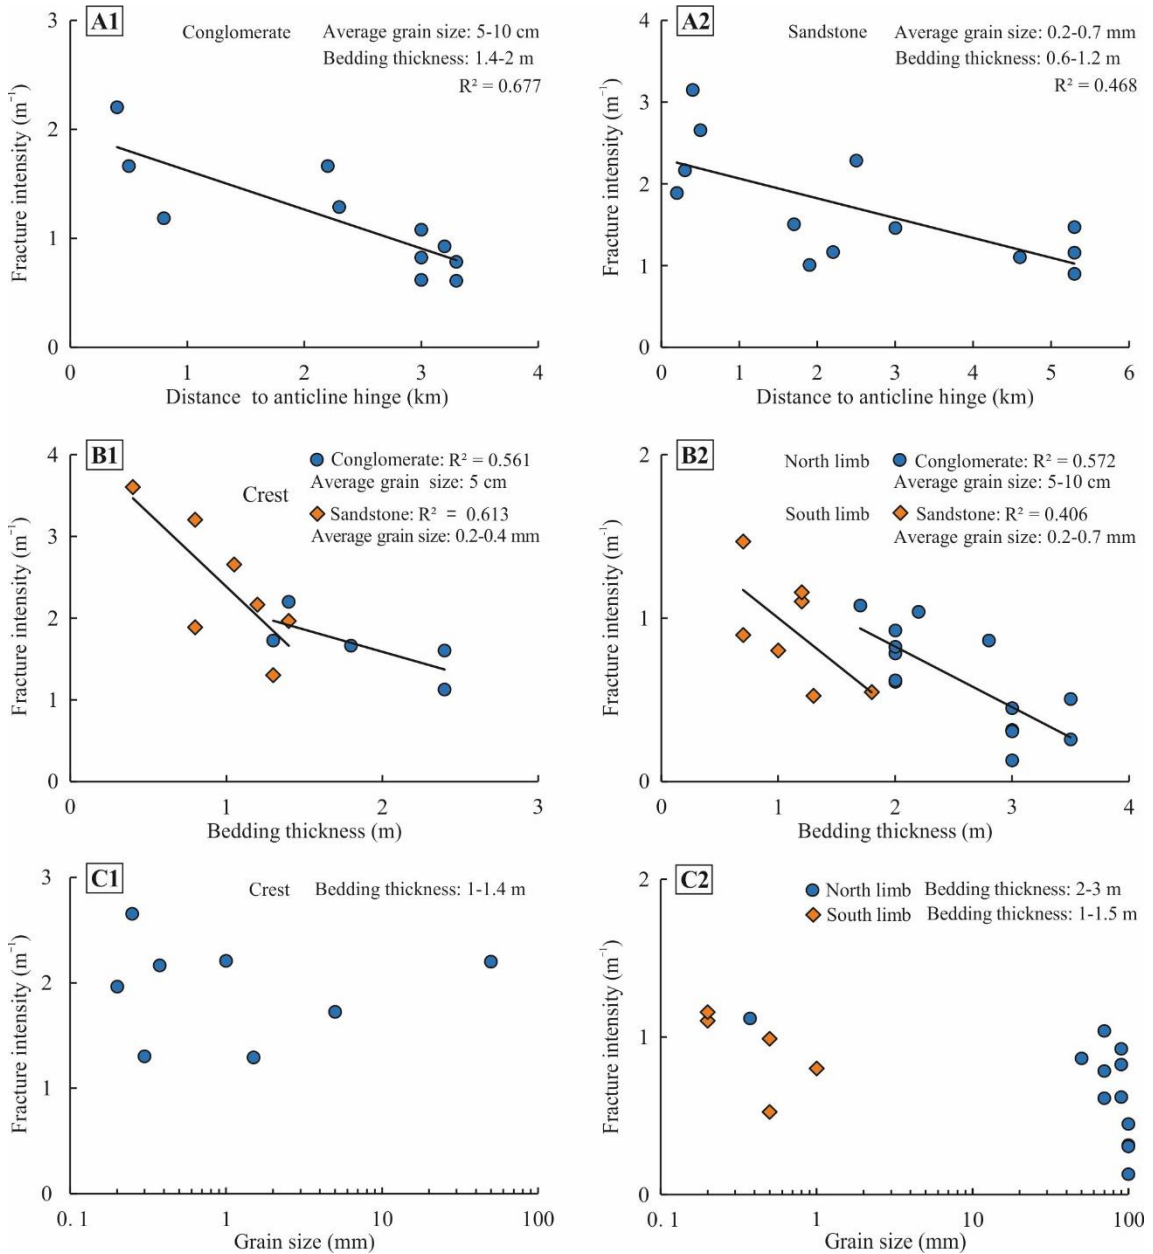 A1
Conglomerate Average grain size: 5-10 cm
Bedding thickness: 1.4-2 m
R² = 0.677
Fracture intensity (m⁻¹)
3
2
1
0
0 1 2 3 4
Distance to anticline hinge (km)
A2
Sandstone Average grain size: 0.2-0.7 mm
Bedding thickness: 0.6-1.2 m
R² = 0.468
Fracture intensity (m⁻¹)
4
3
2
1
0
0 1 2 3 4 5 6
Distance to anticline hinge (km)
B1
Conglomerate: R² = 0.561
Average grain size: 5 cm
Crest
Sandstone: R² = 0.613
Average grain size: 0.2-0.4 mm
Fracture intensity (m⁻¹)
4
3
2
1
0
0 1 2 3
Bedding thickness (m)
B2
North limb Conglomerate: R² = 0.572
Average grain size: 5-10 cm
South limb Sandstone: R² = 0.406
Average grain size: 0.2-0.7 mm
Fracture intensity (m⁻¹)
2
1
0
0 1 2 3 4
Bedding thickness (m)
C1
Crest Bedding thickness: 1-1.4 m
Fracture intensity (m⁻¹)
3
2
1
0
0.1 1 10 100
Grain size (mm)
C2
North limb Bedding thickness: 2-3 m
South limb Bedding thickness: 1-1.5 m
Fracture intensity (m⁻¹)
2
1
0
0.1 1 10 100
Grain size (mm)